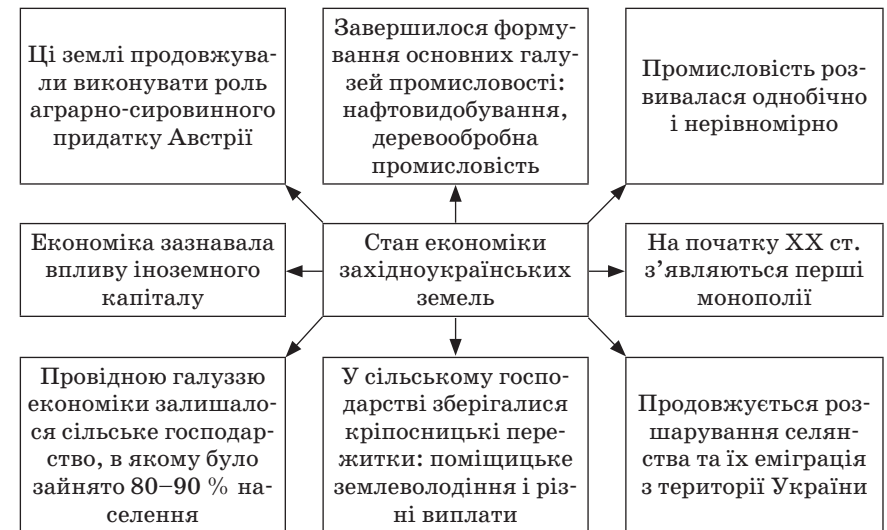 Ці землі продовжува-
ли виконувати роль
аграрно-сировинного
придатку Австрії
Завершилося форму-
вання основних галу-
зей промисловості:
нафтовидобування,
деревообробна
промисловість
Промисловість роз-
вивалася однобічно
і нерівномірно
Економіка зазнавала
впливу іноземного
капіталу
Стан економіки
західноукраїнських
земель
На початку XX ст.
з’являються перші
монополії
Провідною галуззю
економіки залишало-
ся сільське господар-
ство, в якому було
зайнято 80–90 % на-
селення
У сільському госпо-
дарстві зберігалися
кріпосницькі пере-
житки: поміщицьке
землеволодіння і різ-
ні виплати
Продовжується роз-
шарування селян-
ства та їх еміграція
з території України